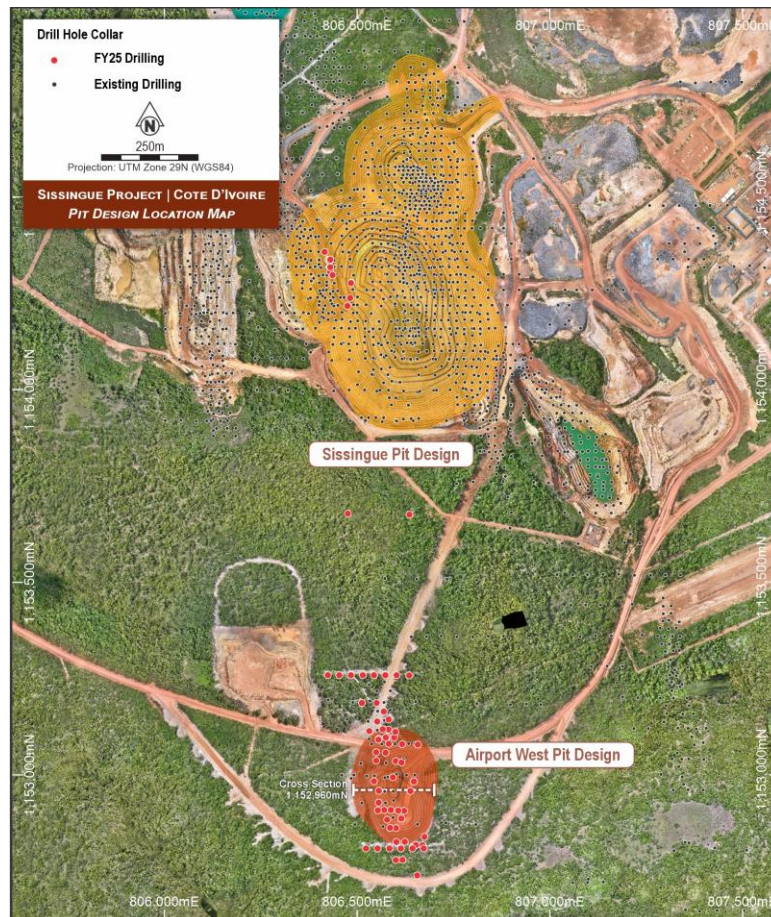 806,500mE
807,000mE
807,500mE
Drill Hole Collar
FY25 Drilling
Existing Drilling
N
250m
Projection: UTM Zone 29N (WGS84)
SISSINGUE PROJECT | COTE D'IVOIRE
PIT DESIGN LOCATION MAP
1,154,500mN
1,154,000mN
1,154,000mN
Sissingue Pit Design
1,153,500mN
1,153,500mN
Airport West Pit Design
Cross Section
1,152,960mN
1,153,000mN
1,153,000mN
806,000mE
806,500mE
807,000mE
807,500mE